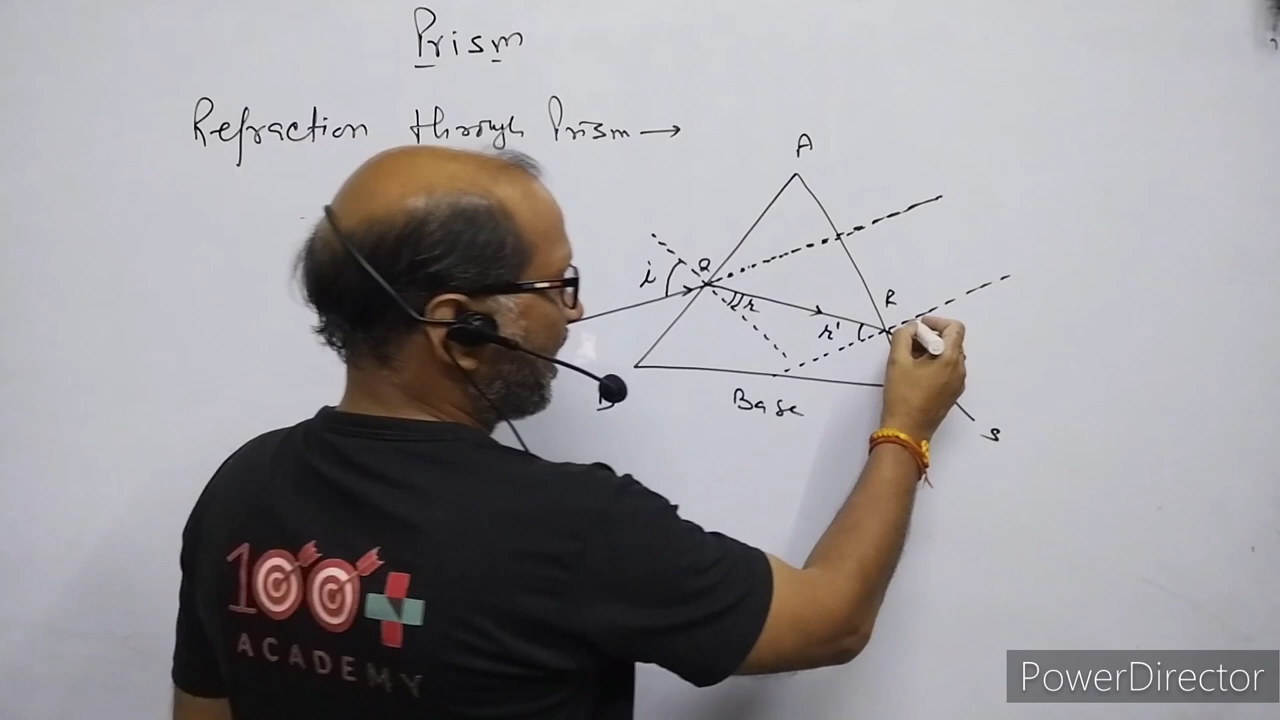 Prism
Refraction through Prism →
A
i
Q
R
r
r'
Base
S
100+
ACADEMY
PowerDirector